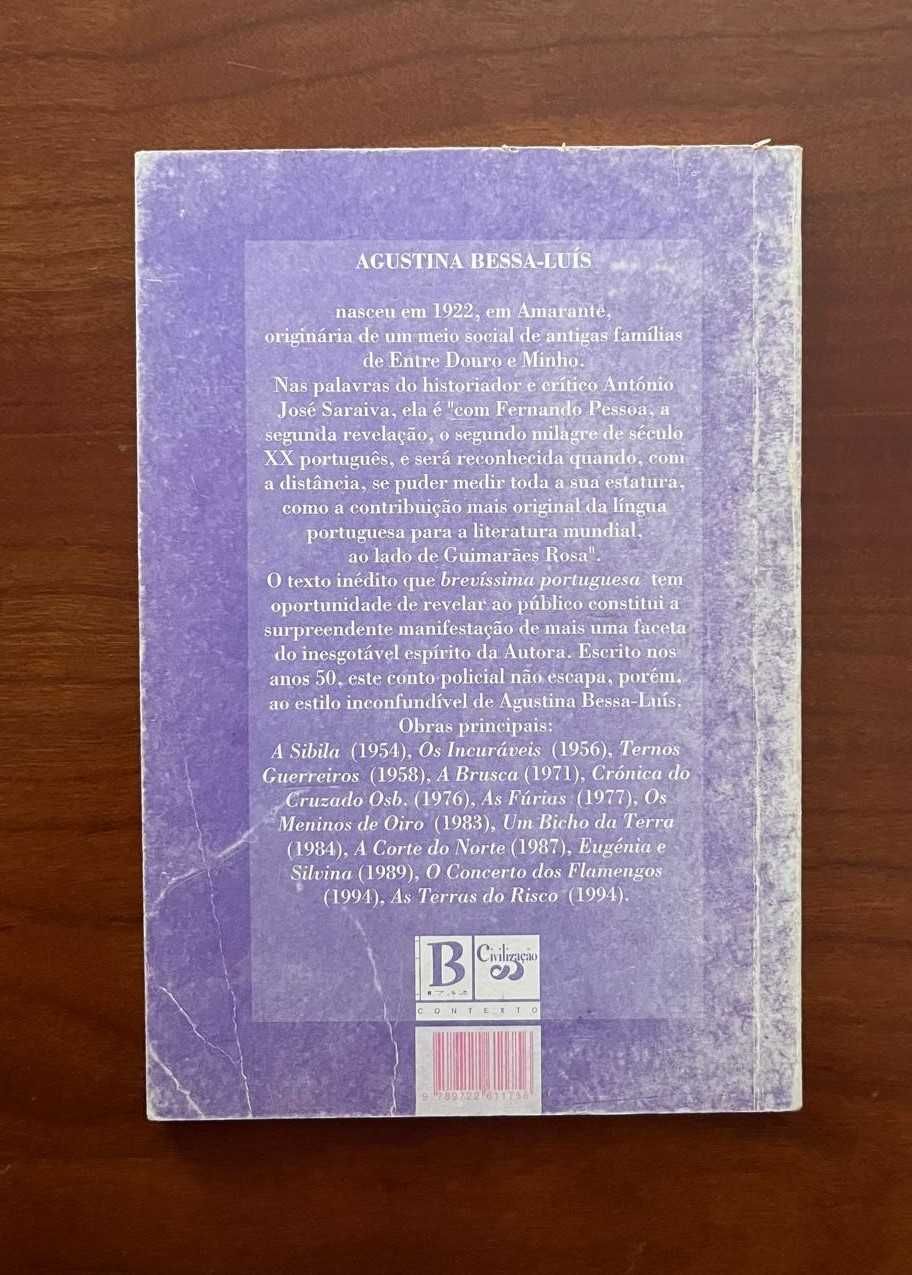 AGUSTINA BESSA-LUÍS
nasceu em 1922, em Amarante,
originária de um meio social de antigas famílias
de Entre Douro e Minho.
Nas palavras do historiador e crítico António
José Saraiva, ela é "com Fernando Pessoa, a
segunda revelação, o segundo milagre de século
XX português, e será reconhecida quando, com
a distância, se puder medir toda a sua estatura,
como a contribuição mais original da língua
portuguesa para a literatura mundial,
ao lado de Guimarães Rosa".
O texto inédito que brevíssima portuguesa tem
oportunidade de revelar ao público constitui a
surpreendente manifestação de mais uma faceta
do inesgotável espírito da Autora. Escrito nos
anos 50, este conto policial não escapa, porém,
ao estilo inconfundível de Agustina Bessa-Luís.
Obras principais:
A Sibila (1954), Os Incuráveis (1956), Ternos
Guerreiros (1958), A Brusca (1971), Crónica do
Cruzado Osb. (1976), As Fúrias (1977), Os
Meninos de Oiro (1983), Um Bicho da Terra
(1984), A Corte do Norte (1987), Eugénia e
Silvina (1989), O Concerto dos Flamengos
(1994), As Terras do Risco (1994).
B Civilização
CONTEXTO
9 789722 611756